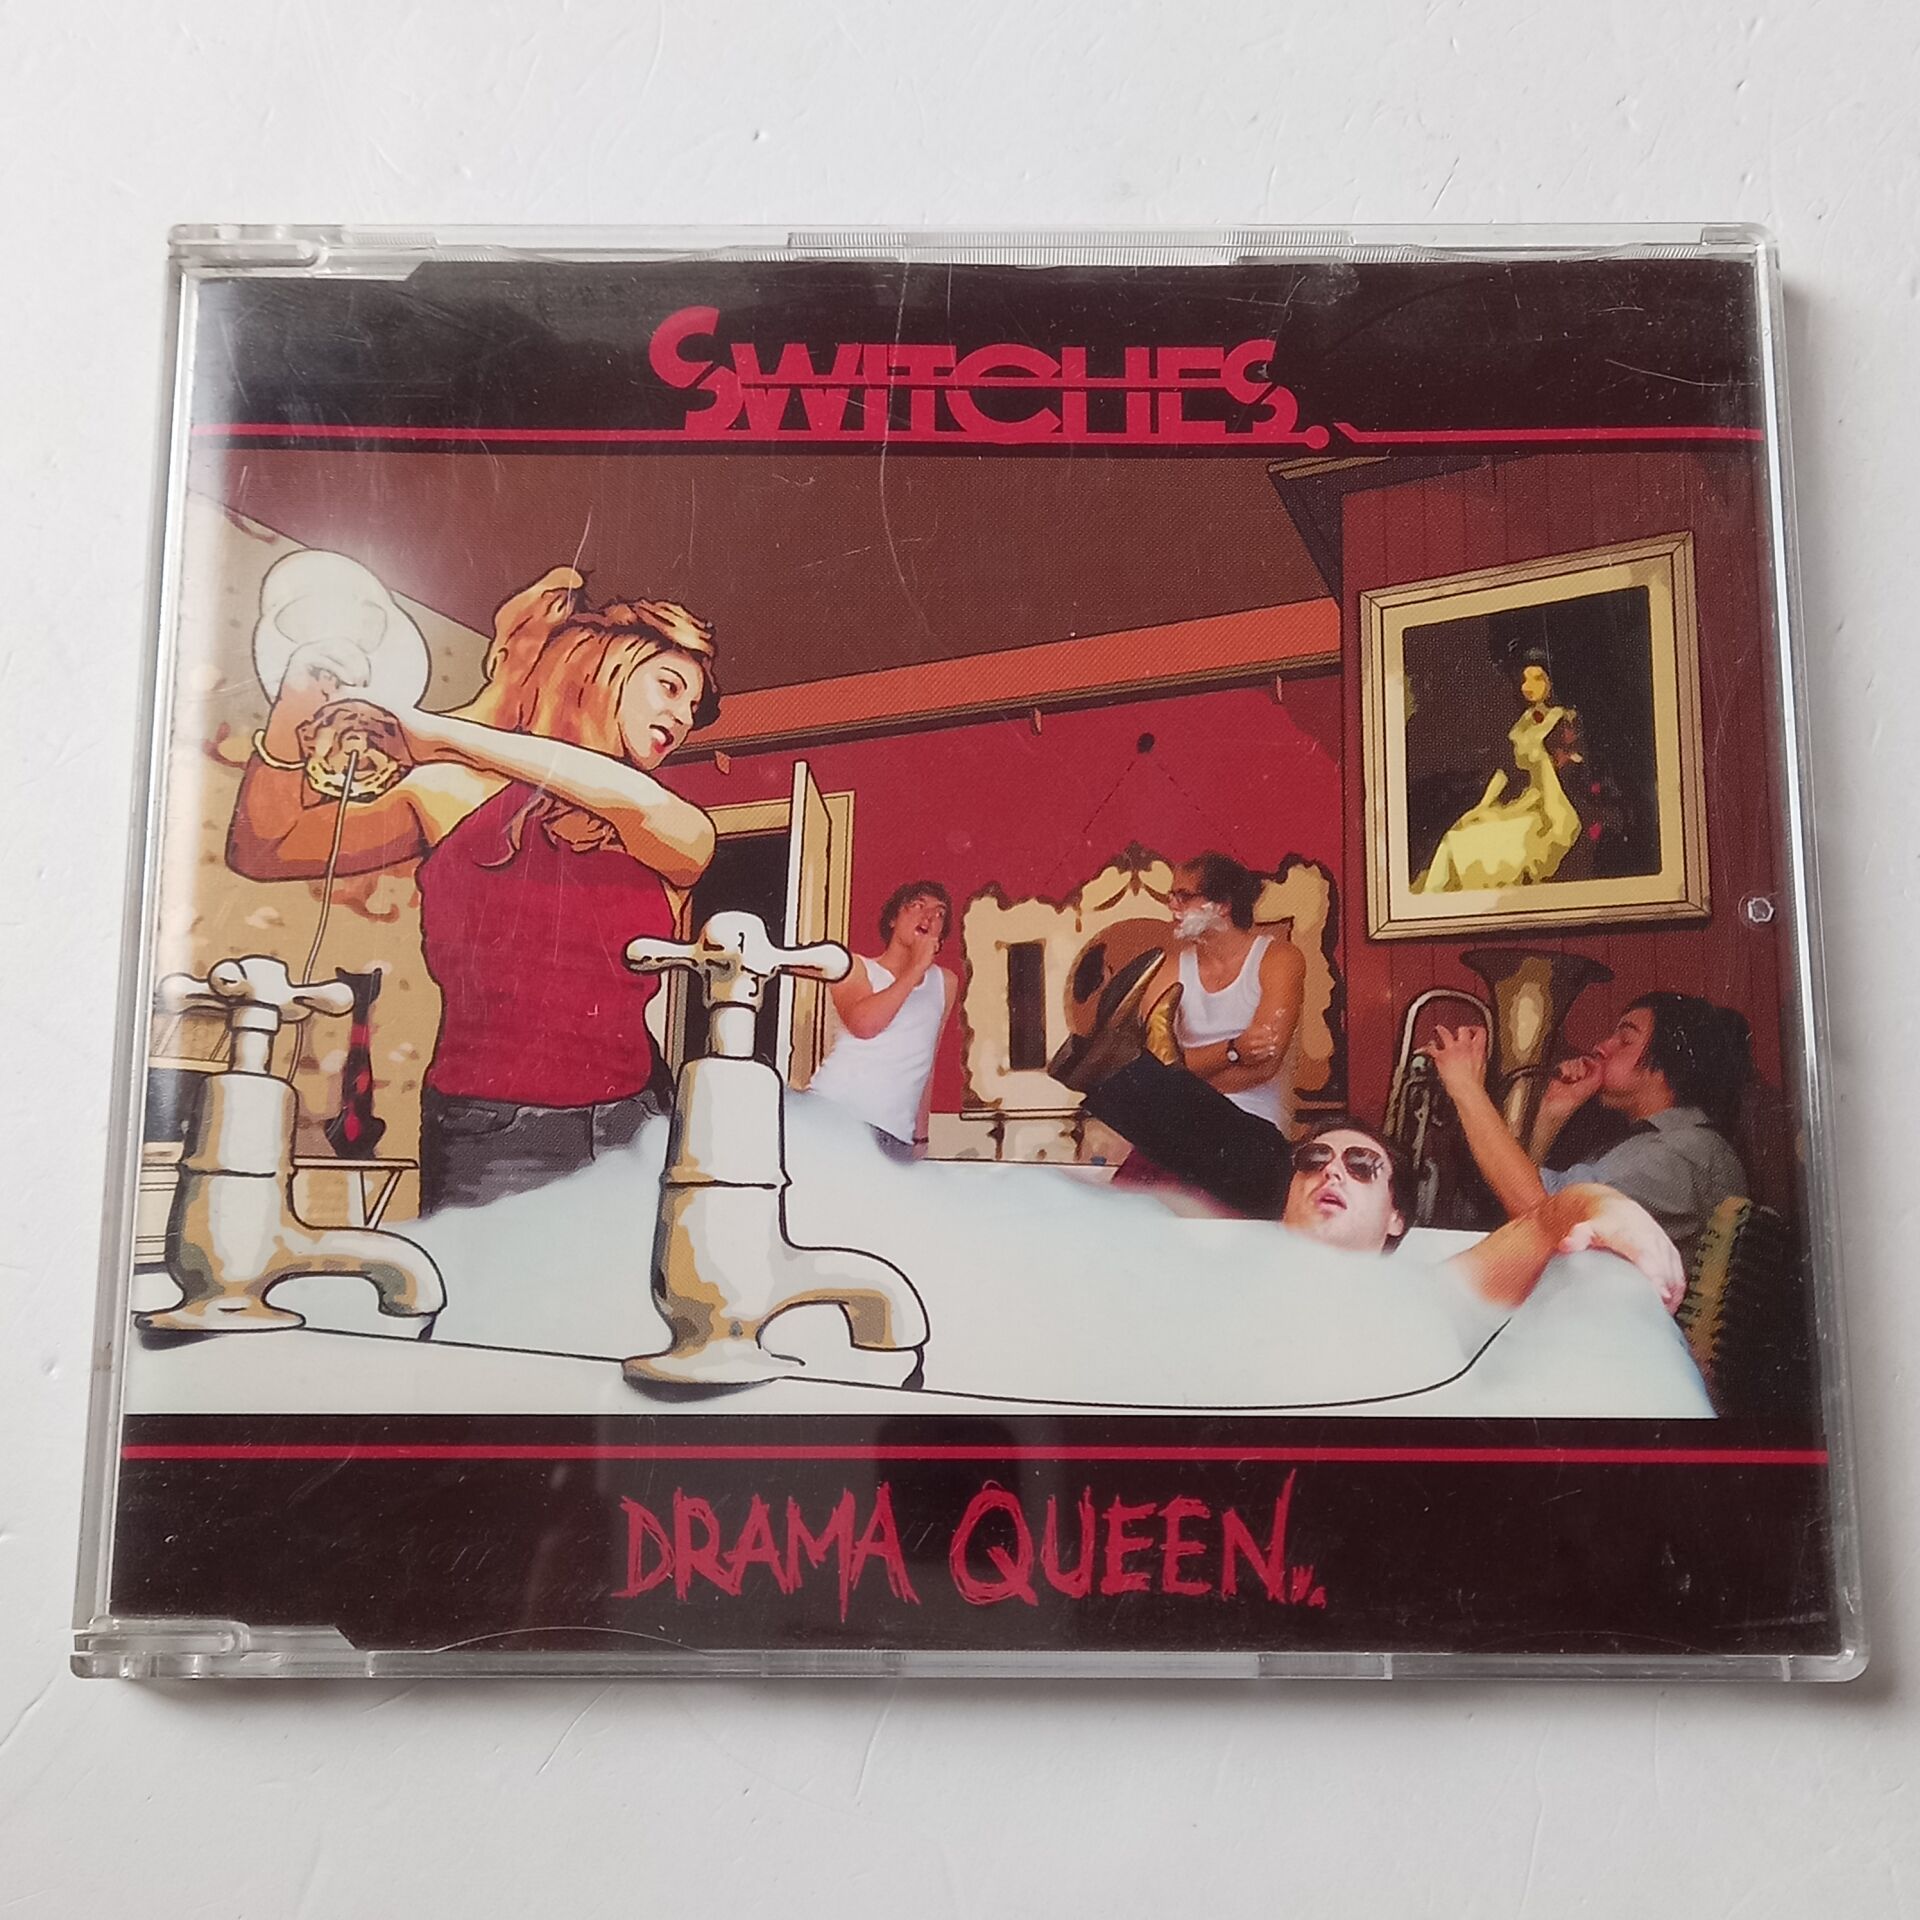 SWITCHES.
DRAMA QUEEN.